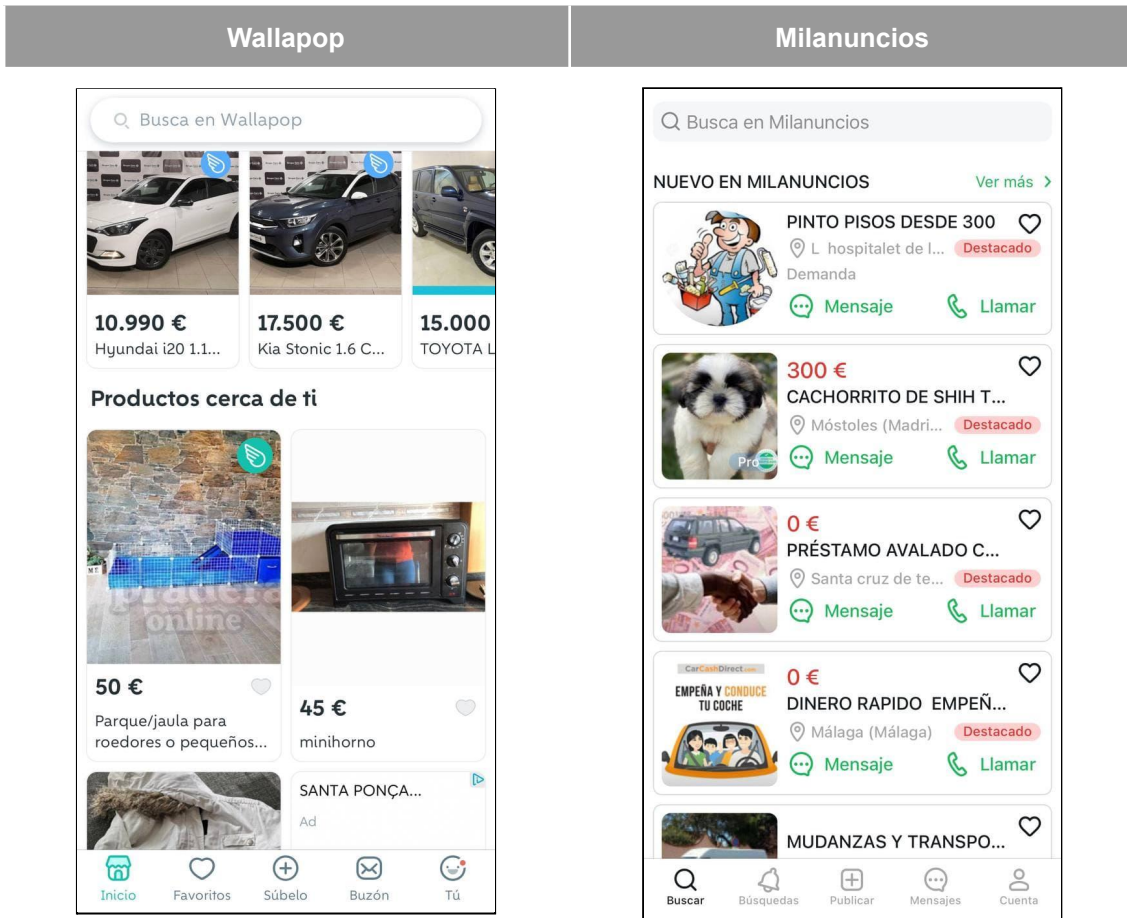 Wallapop
Milanuncios
Busca en Wallapop
10.990 €
Hyundai i20 1.1...
17.500 €
Kia Stonic 1.6 C...
15.000
TOYOTA L
Productos cerca de ti
online
50 €
Parque/jaula para
roedores o pequeños...
45 €
minihorno
SANTA PONÇA...
Ad
Inicio
Favoritos
Súbelo
Buzón
Tú
Busca en Milanuncios
NUEVO EN MILANUNCIOS
Ver más >
PINTO PISOS DESDE 300
L hospitalet de l...
Destacado
Demanda
Mensaje
Llamar
300 €
CACHORRITO DE SHIH T...
Móstoles (Madri...
Destacado
Pro
Mensaje
Llamar
0 €
PRÉSTAMO AVALADO C...
Santa cruz de te...
Destacado
Mensaje
Llamar
CarCashDirect.com
EMPEÑA Y CONDUCE
TU COCHE
0 €
DINERO RAPIDO EMPEÑ...
Málaga (Málaga)
Destacado
Mensaje
Llamar
MUDANZAS Y TRANSPO...
Buscar
Búsquedas
Publicar
Mensajes
Cuenta